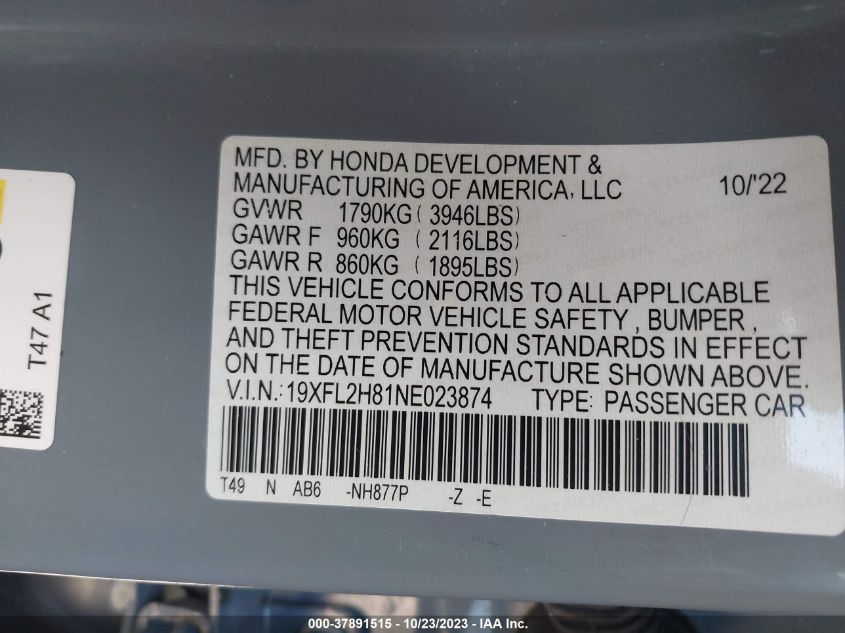 MFD. BY HONDA DEVELOPMENT &
MANUFACTURING OF AMERICA, LLC 10/'22
GVWR 1790KG ( 3946LBS)
GAWR F 960KG ( 2116LBS)
GAWR R 860KG ( 1895LBS)
THIS VEHICLE CONFORMS TO ALL APPLICABLE
FEDERAL MOTOR VEHICLE SAFETY , BUMPER ,
AND THEFT PREVENTION STANDARDS IN EFFECT
ON THE DATE OF MANUFACTURE SHOWN ABOVE.
V.I.N.: 19XFL2H81NE023874 TYPE: PASSENGER CAR
T49 N AB6 -NH877P -Z -E
T47 A1
000-37891515 - 10/23/2023 - IAA Inc.